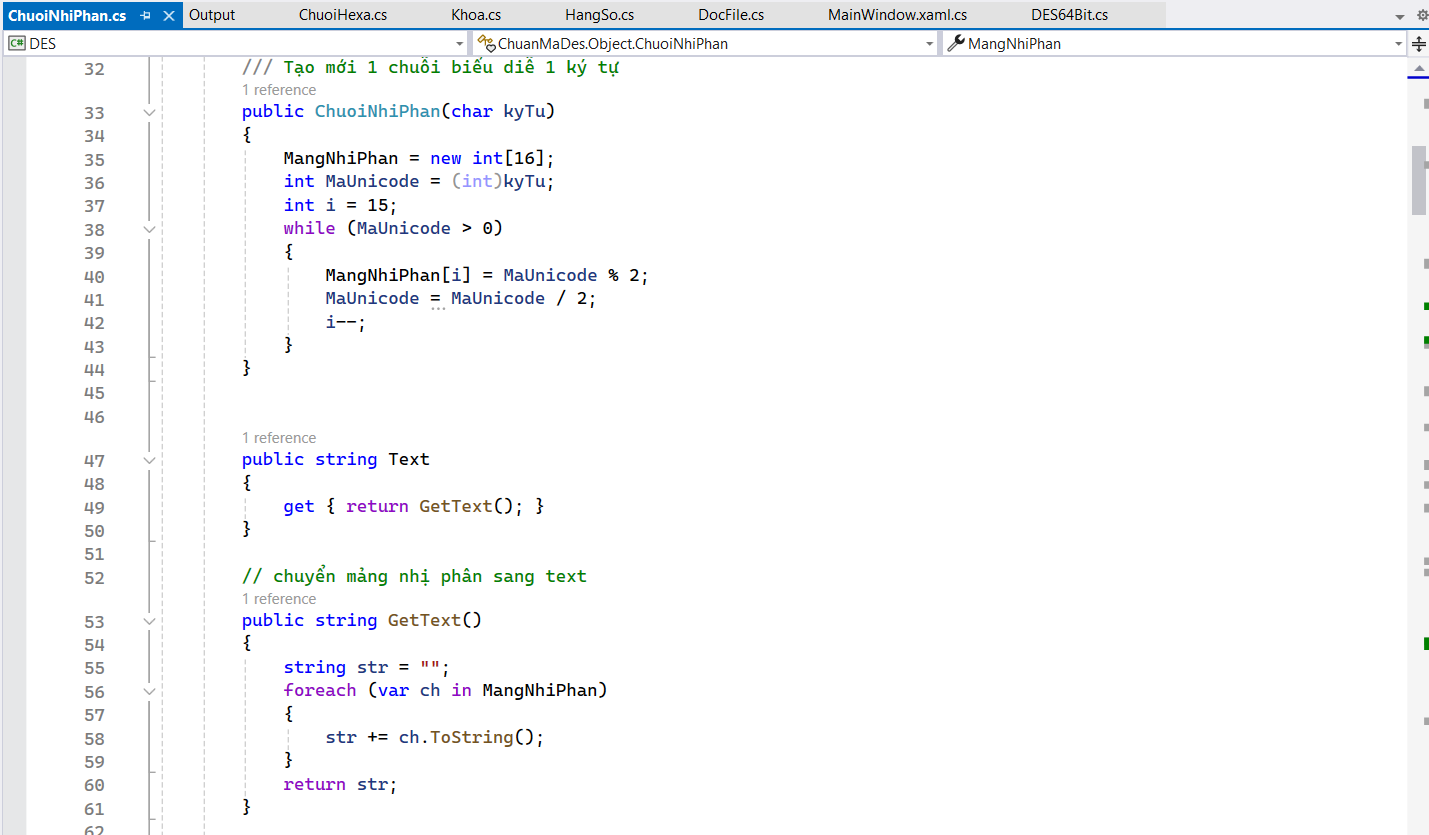 ChuoiNhiPhan.cs Output ChuoiHexa.cs Khoa.cs HangSo.cs DocFile.cs MainWindow.xaml.cs DES64Bit.cs
C# DES ChuanMaDes.Object.ChuoiNhiPhan MangNhiPhan
32 /// Tạo mới 1 chuỗi biếu diễ 1 ký tự
1 reference
33 public ChuoiNhiPhan(char kyTu)
34 {
35 MangNhiPhan = new int[16];
36 int MaUnicode = (int)kyTu;
37 int i = 15;
38 while (MaUnicode > 0)
39 {
40 MangNhiPhan[i] = MaUnicode % 2;
41 MaUnicode = MaUnicode / 2;
42 i--;
43 }
44 }
45
46
1 reference
47 public string Text
48 {
49 get { return GetText(); }
50 }
51
52 // chuyển mảng nhị phân sang text
1 reference
53 public string GetText()
54 {
55 string str = "";
56 foreach (var ch in MangNhiPhan)
57 {
58 str += ch.ToString();
59 }
60 return str;
61 }
62